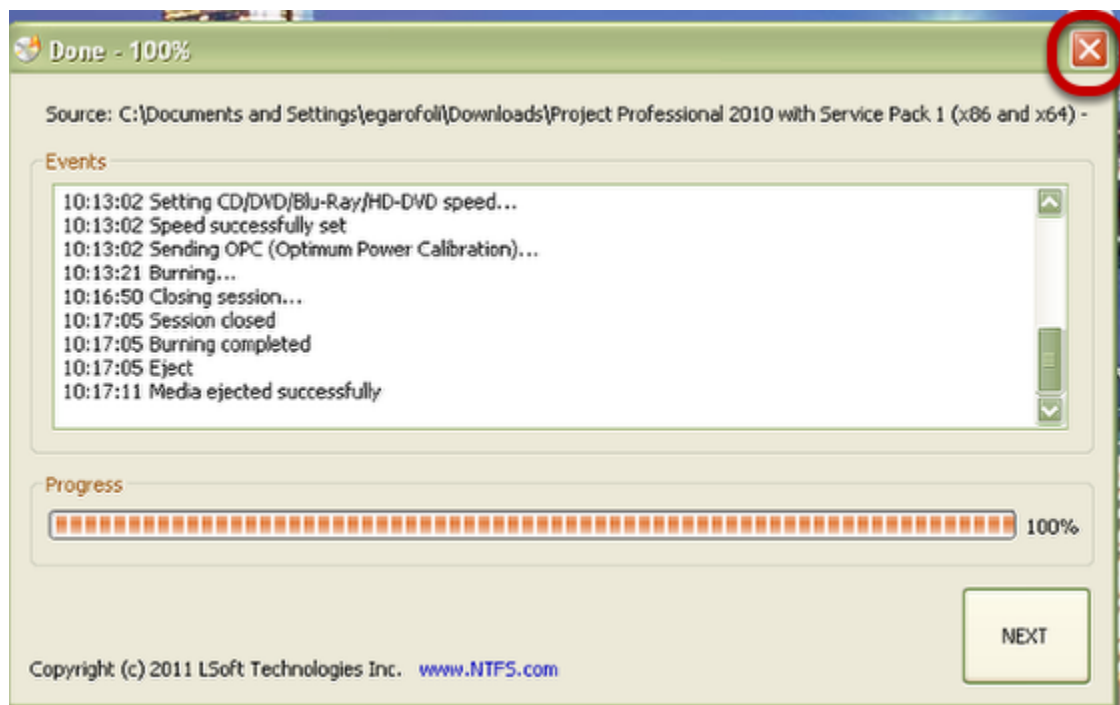 Done - 100%
Source: C:\Documents and Settings\egarofoli\Downloads\Project Professional 2010 with Service Pack 1 (x86 and x64) -
Events
10:13:02 Setting CD/DVD/Blu-Ray/HD-DVD speed...
10:13:02 Speed successfully set
10:13:02 Sending OPC (Optimum Power Calibration)...
10:13:21 Burning...
10:16:50 Closing session...
10:17:05 Session closed
10:17:05 Burning completed
10:17:05 Eject
10:17:11 Media ejected successfully
Progress
100%
NEXT
Copyright (c) 2011 LSoft Technologies Inc. www.NTFS.com